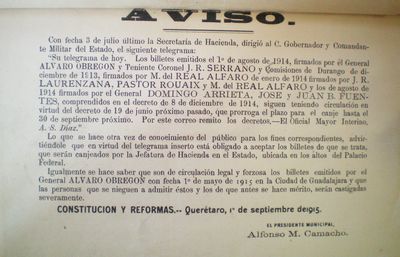 AVISO.
Con fecha 3 de julio último la Secretaría de Hacienda, dirigió al C. Gobernador y Comandan-
te Militar del Estado, el siguiente telegrama:
"Su telegrama de hoy. Los billetes emitidos el 1º de agosto de 1914, firmados por el General
ALVARO OBREGON y Teniente Coronel J. R. SERRANO y Comisiones de Durango de di-
ciembre de 1913, firmados por M. del REAL ALFARO de enero de 1914 firmados por J. R.
LAURENZANA, PASTOR ROUAIX y M. del REAL ALFARO y los de agosto de
1914 firmados por el General DOMINGO ARRIETA, JOSE y JUAN B. FUEN-
TES, comprendidos en el decreto de 8 de diciembre de 1914, siguen teniendo circulación en
virtud del decreto de 19 de junio próximo pasado, que prorroga el plazo para el canje hasta el
30 de septiembre próximo. Por este correo remito los decretos,—El Oficial Mayor Interino,
A. S. Díaz."
Lo que se hace otra vez de conocimiento del público para los fines correspondientes, advir-
tiéndole que en virtud del telegrama inserto está obligado a aceptar los billetes de que se trata,
que serán canjeados por la Jefatura de Hacienda en el Estado, ubicada en los altos del Palacio
Federal.
Igualmente se hace saber que son de circulación legal y forzosa los billetes emitidos por el
General ALVARO OBREGON con fecha 1º de mayo de 1915 en la Ciudad de Guadalajara y que
las personas que se nieguen a admitir éstos y los de que antes se hace mérito, serán castigadas
severamente.
CONSTITUCION Y REFORMAS.-- Querétaro, 1º de septiembre de 1915.
EL PRESIDENTE MUNICIPAL,
Alfonso M. Camacho.